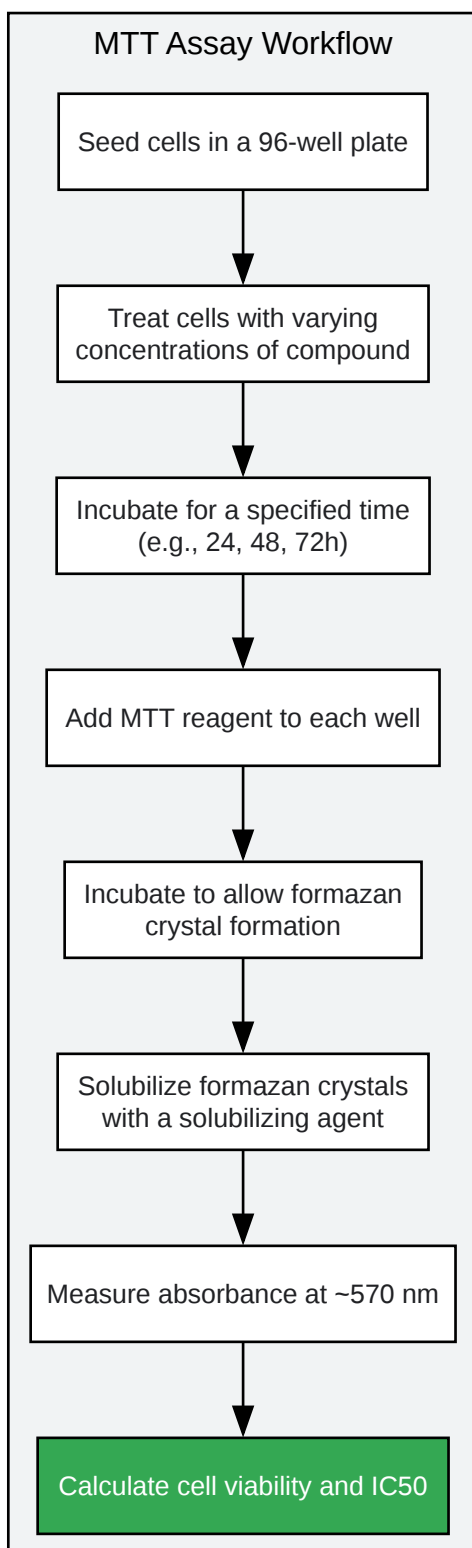 MTT Assay Workflow
Seed cells in a 96-well plate
Treat cells with varying
concentrations of compound
Incubate for a specified time
(e.g., 24, 48, 72h)
Add MTT reagent to each well
Incubate to allow formazan
crystal formation
Solubilize formazan crystals
with a solubilizing agent
Measure absorbance at ~570 nm
Calculate cell viability and IC50